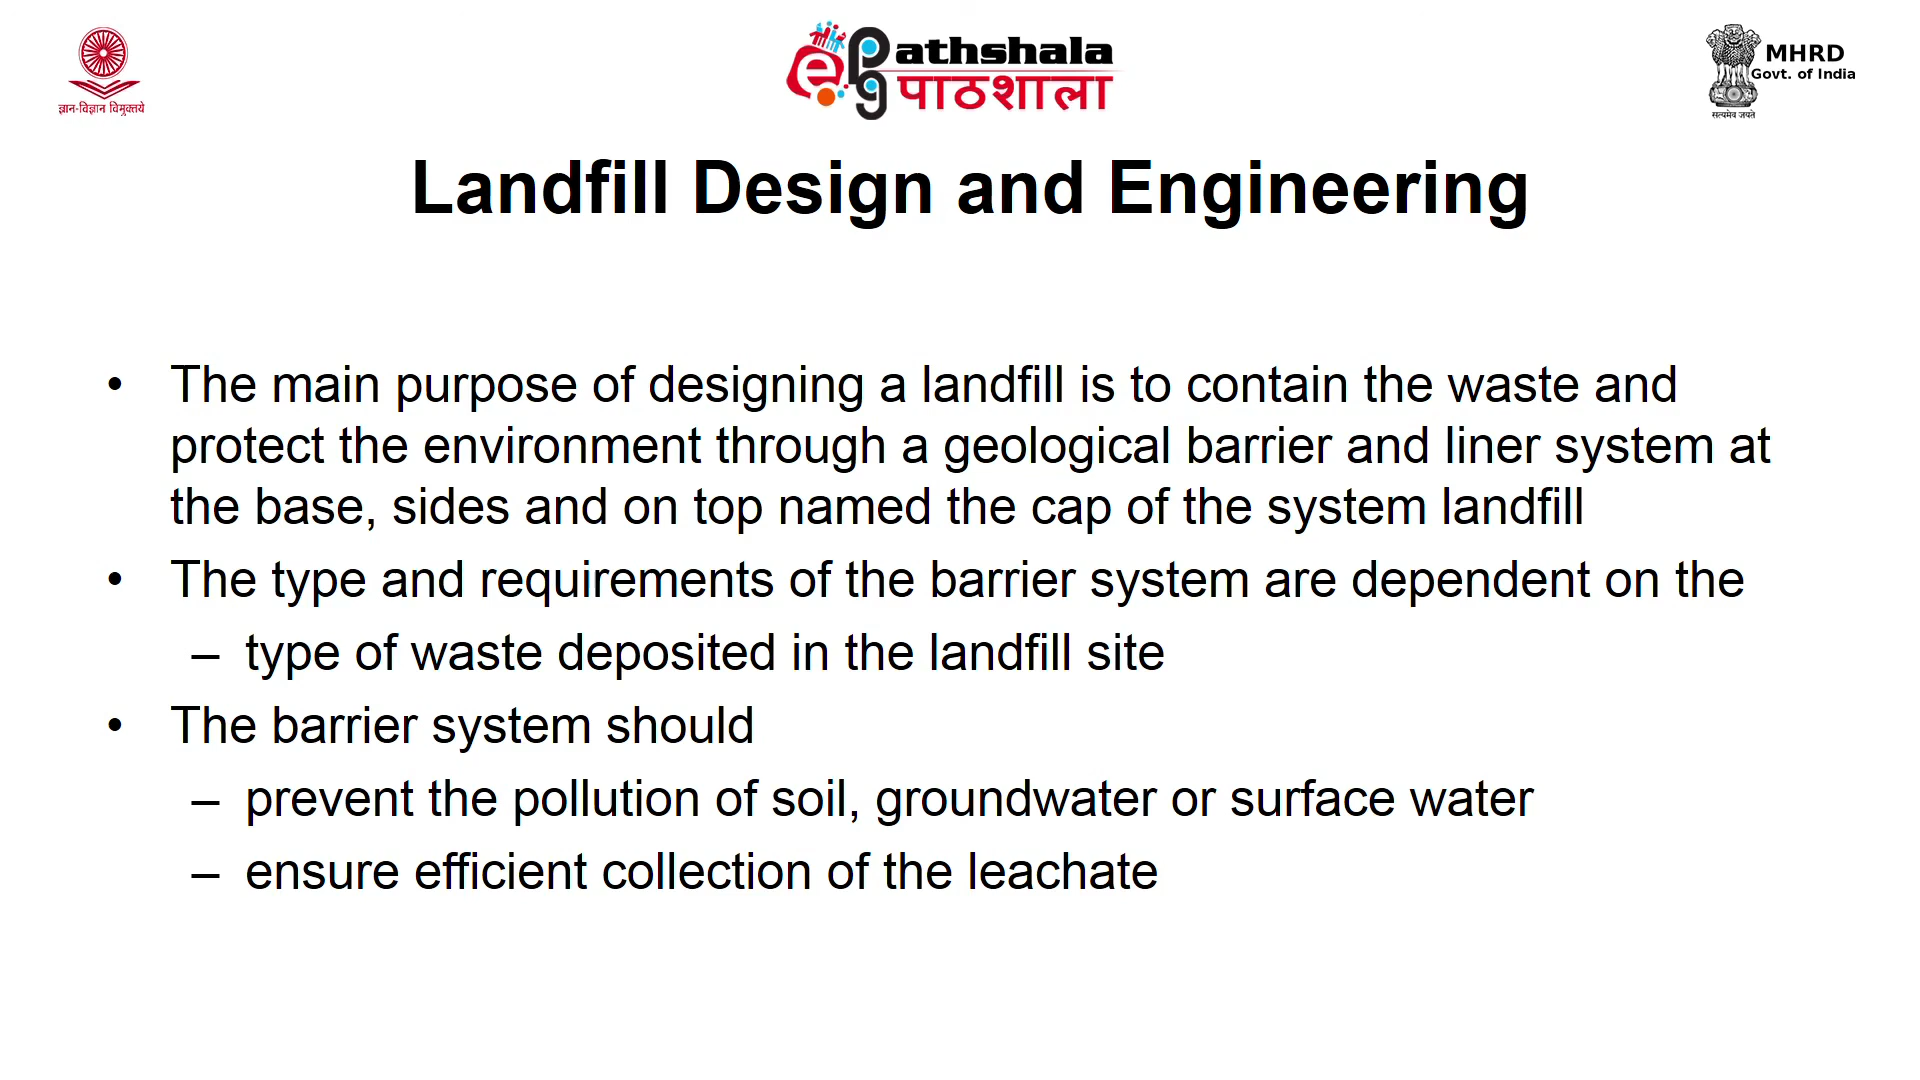 ज्ञान-विज्ञान विमुक्तये
ePG athshala
पाठशाला
MHRD
Govt. of India
सत्यमेव जयते
Landfill Design and Engineering
• The main purpose of designing a landfill is to contain the waste and
protect the environment through a geological barrier and liner system at
the base, sides and on top named the cap of the system landfill
• The type and requirements of the barrier system are dependent on the
– type of waste deposited in the landfill site
• The barrier system should
– prevent the pollution of soil, groundwater or surface water
– ensure efficient collection of the leachate